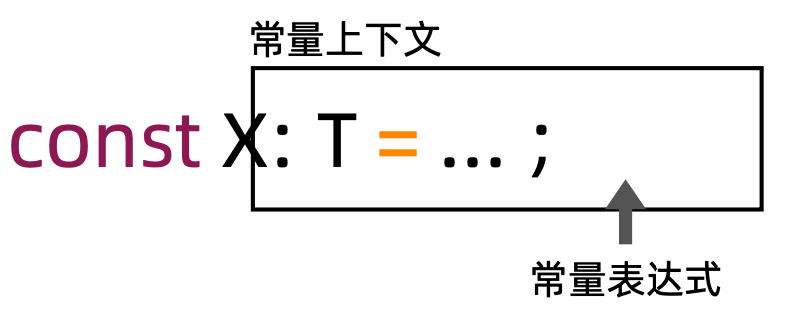 常量上下文
const X: T = ... ;
常量表达式